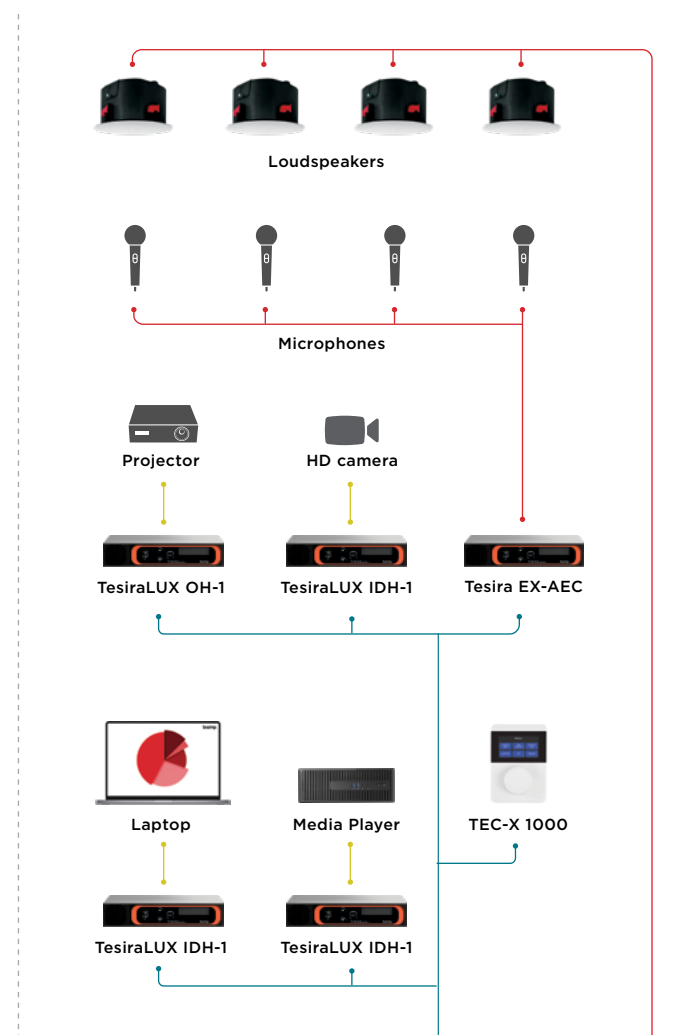 Loudspeakers
Microphones
Projector
HD camera
TesiraLUX OH-1
TesiraLUX IDH-1
Tesira EX-AEC
Laptop
Media Player
TEC-X 1000
TesiraLUX IDH-1
TesiraLUX IDH-1